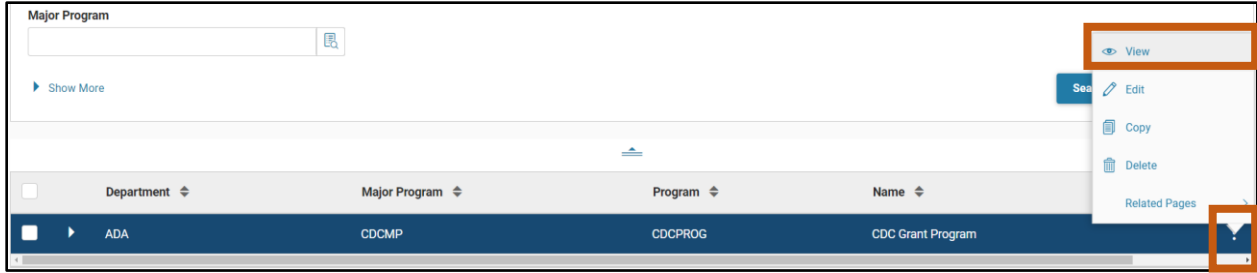 Major Program
View
Show More
Sea
Edit
Copy
Delete
Department Major Program Program Name
Related Pages
ADA CDCMP CDCPROG CDC Grant Program